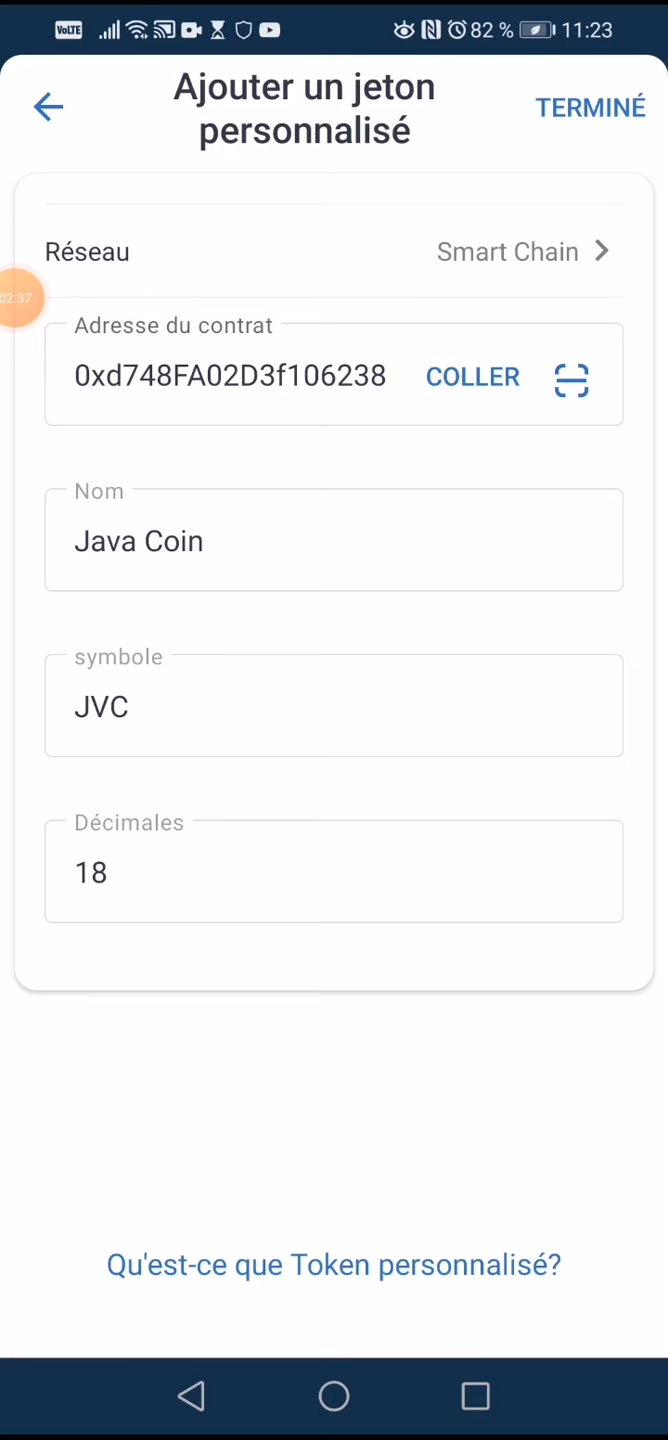 VoLTE 82 % 11:23
Ajouter un jeton
personnalisé
TERMINÉ
Réseau Smart Chain
02:37
Adresse du contrat
0xd748FA02D3f106238 COLLER
Nom
Java Coin
symbole
JVC
Décimales
18
Qu'est-ce que Token personnalisé?